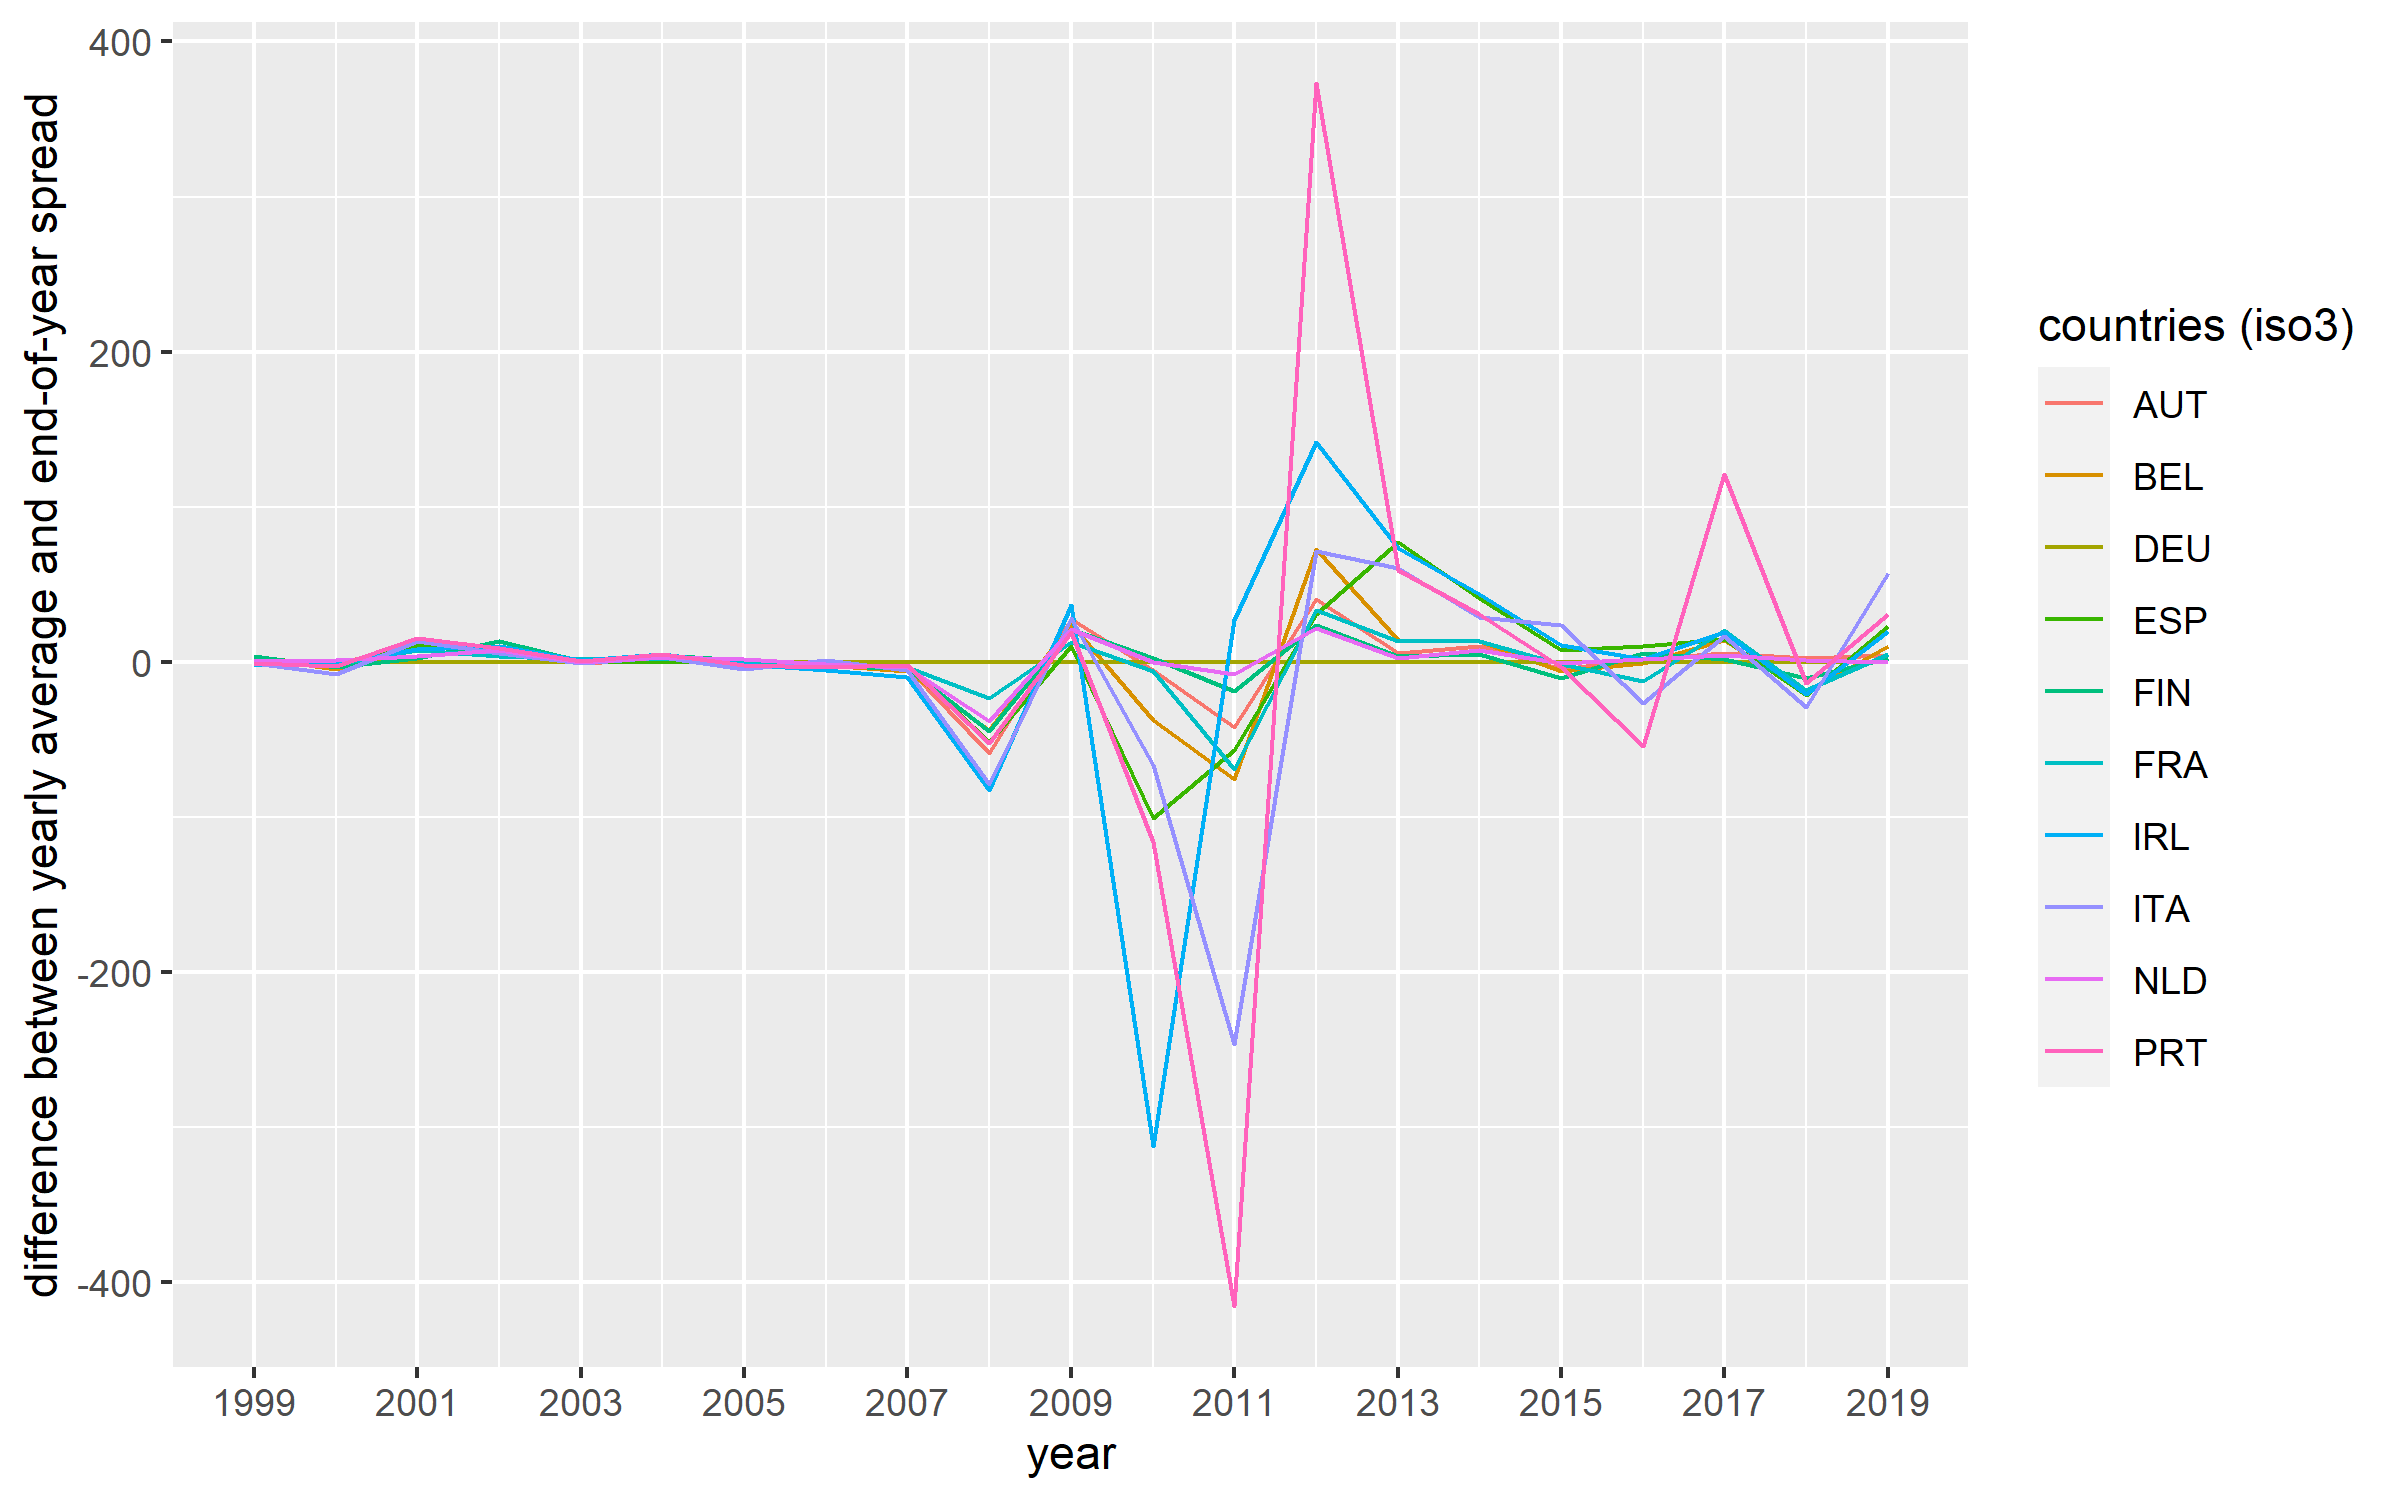 difference between yearly average and end-of-year spread
400
200
0
-200
-400
1999 2001 2003 2005 2007 2009 2011 2013 2015 2017 2019
year
countries (iso3)
AUT
BEL
DEU
ESP
FIN
FRA
IRL
ITA
NLD
PRT